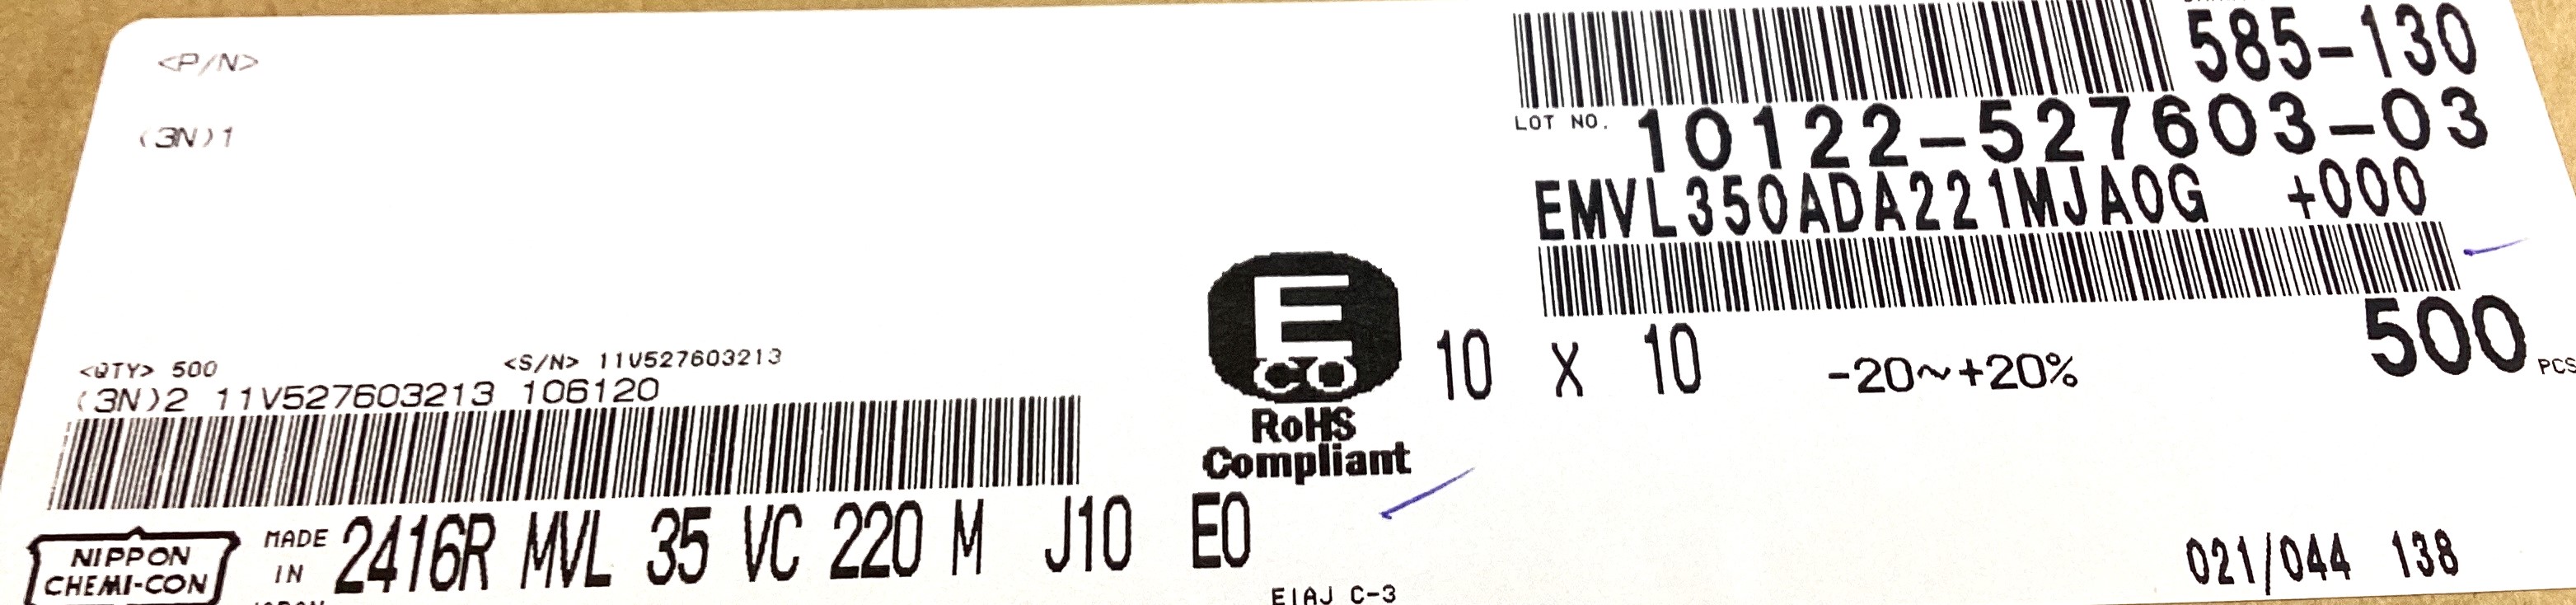 <P/N>
(3N)1
585-130
LOT NO. 10122-527603-03
EMVL350ADA221MJA0G +000
500 PCS
10 X 10 -20~+20%
<QTY> 500 <S/N> 11V527603213
(3N)2 11V527603213 106120
E
CO
RoHS
Compliant
NIPPON
CHEMI-CON
MADE
IN
2416R MVL 35 VC 220 M J10 E0
EIAJ C-3
021/044 138